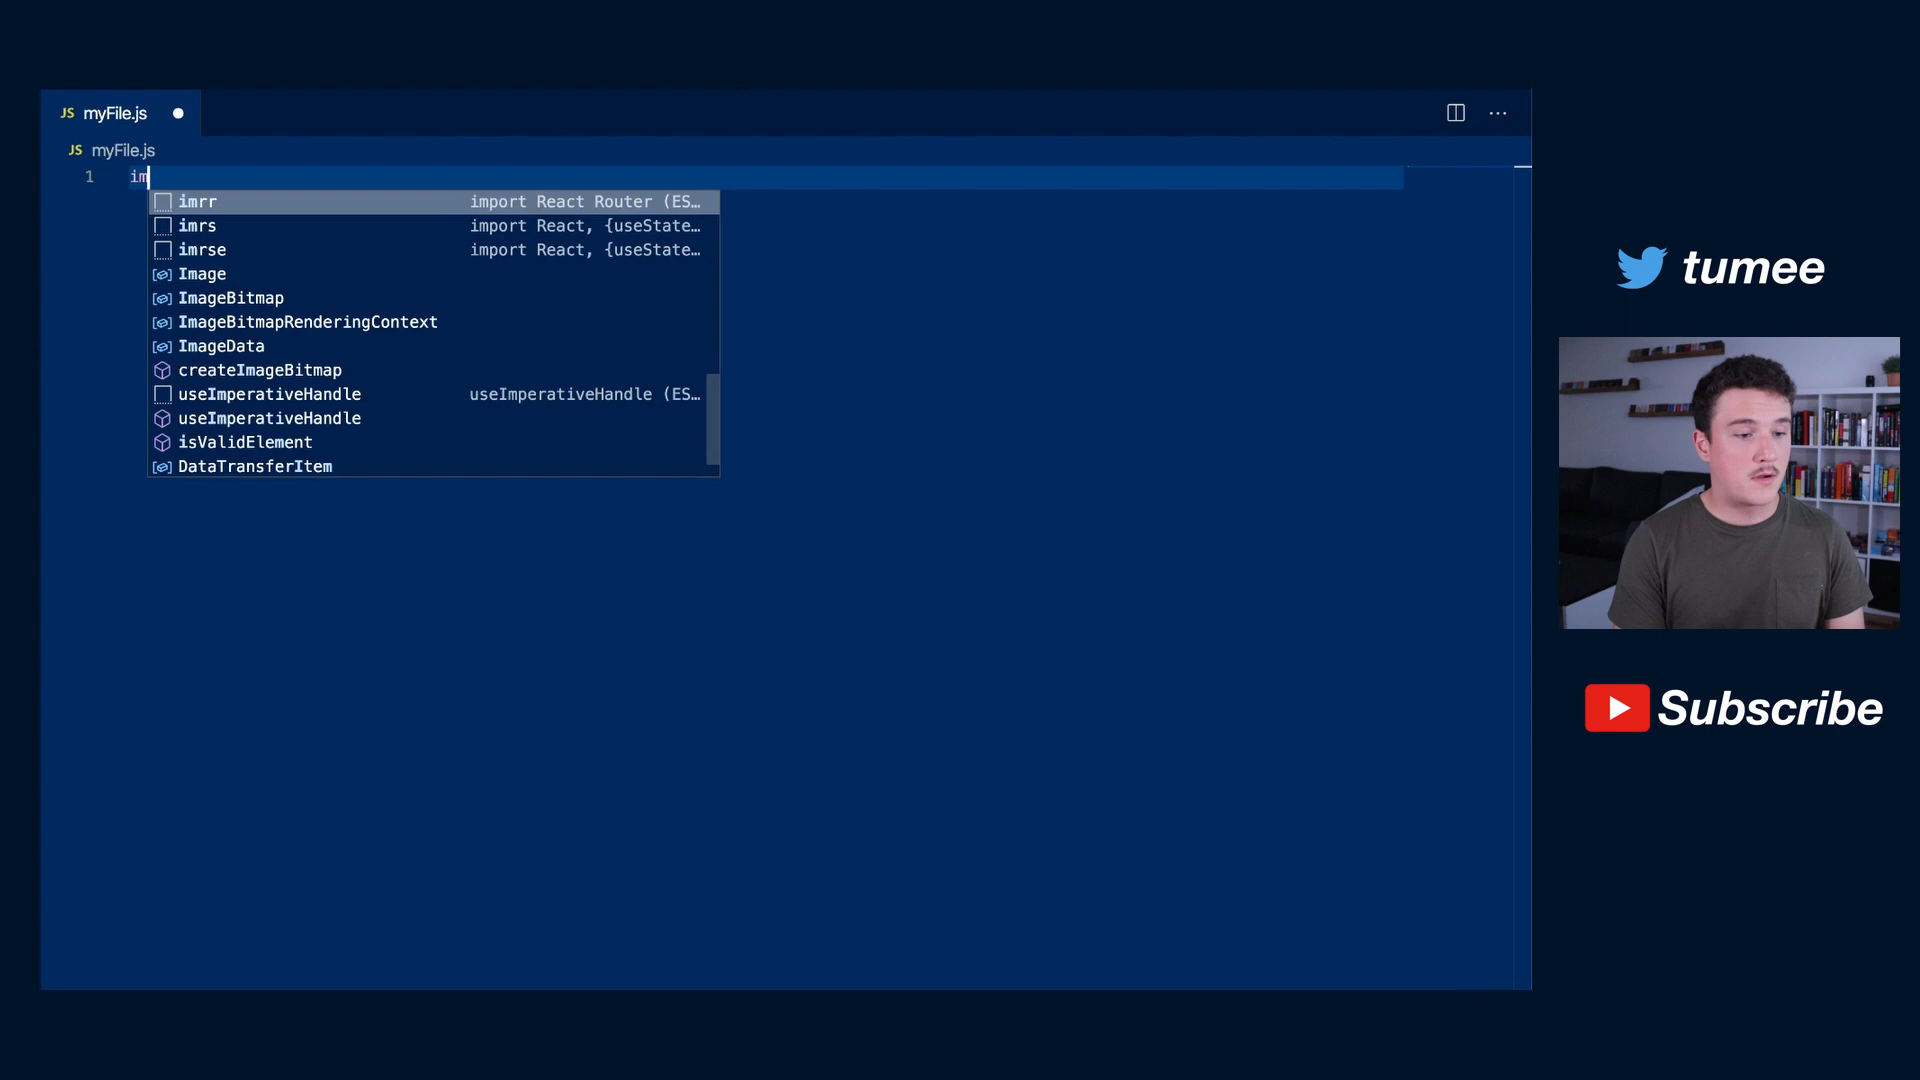 JS myFile.js
JS myFile.js
1 im
imrr import React Router (ES…
imrs import React, {useState…
imrse import React, {useState…
Image
ImageBitmap
ImageBitmapRenderingContext
ImageData
createImageBitmap
useImperativeHandle useImperativeHandle (ES…
useImperativeHandle
isValidElement
DataTransferItem
tumee
Subscribe